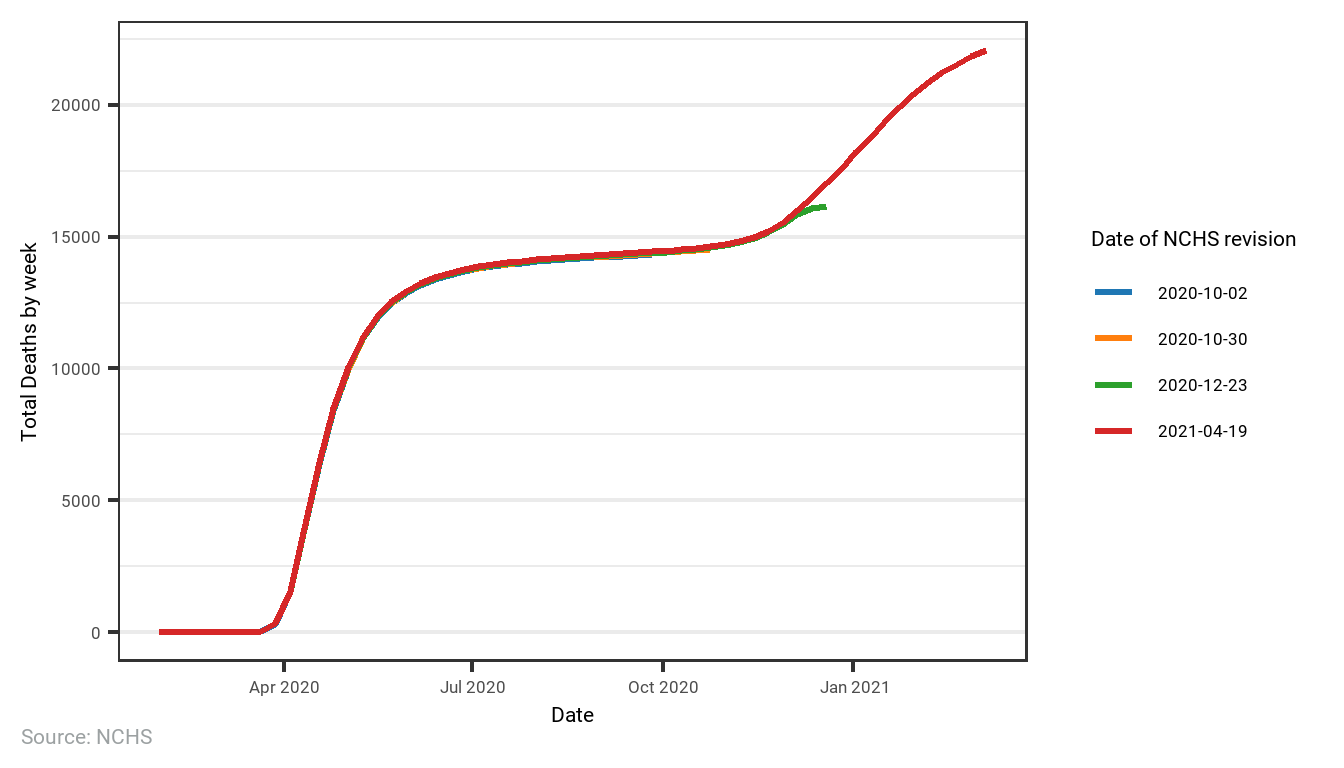 20000
15000
10000
5000
0
Total Deaths by week
Apr 2020
Jul 2020
Oct 2020
Jan 2021
Date
Date of NCHS revision
2020-10-02
2020-10-30
2020-12-23
2021-04-19
Source: NCHS